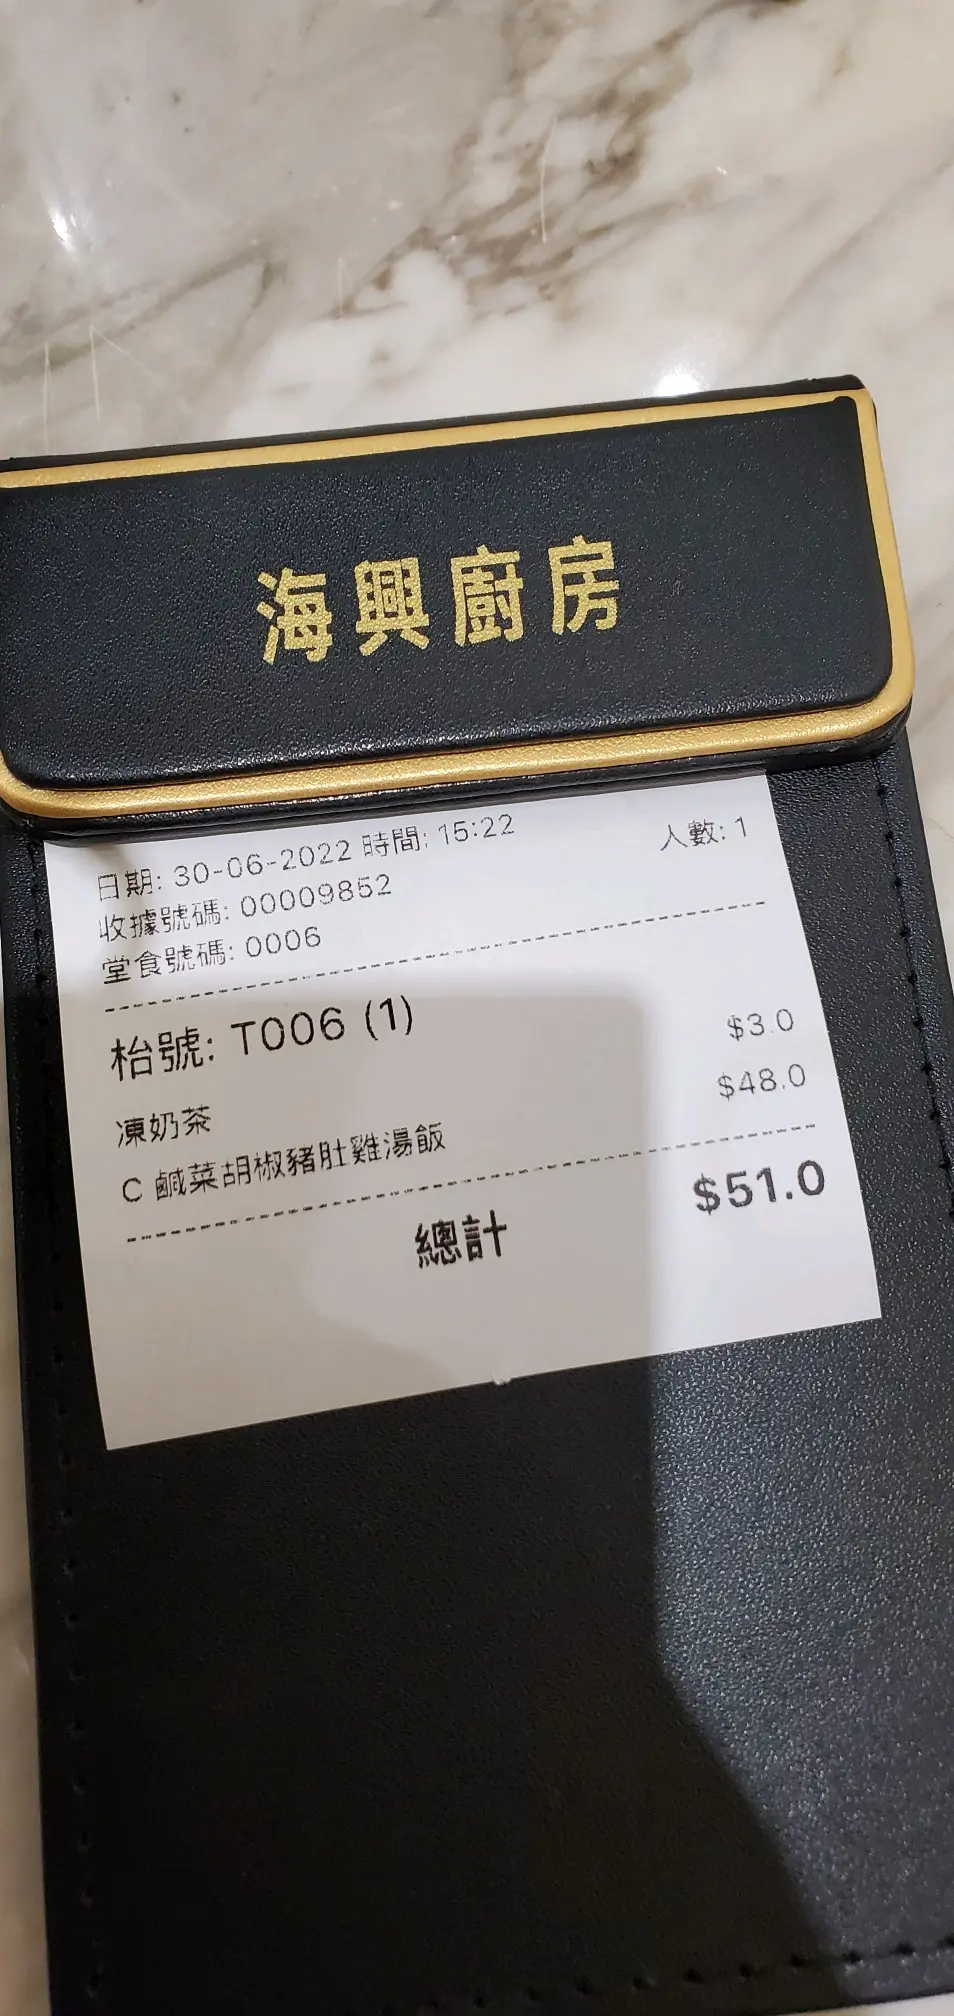 海興廚房
日期: 30-06-2022 時間: 15:22
人數: 1
收據號碼: 00009852
堂食號碼: 0006
枱號: T006 (1)
凍奶茶 $3.0
C 鹹菜胡椒豬肚雞湯飯 $48.0
總計 $51.0